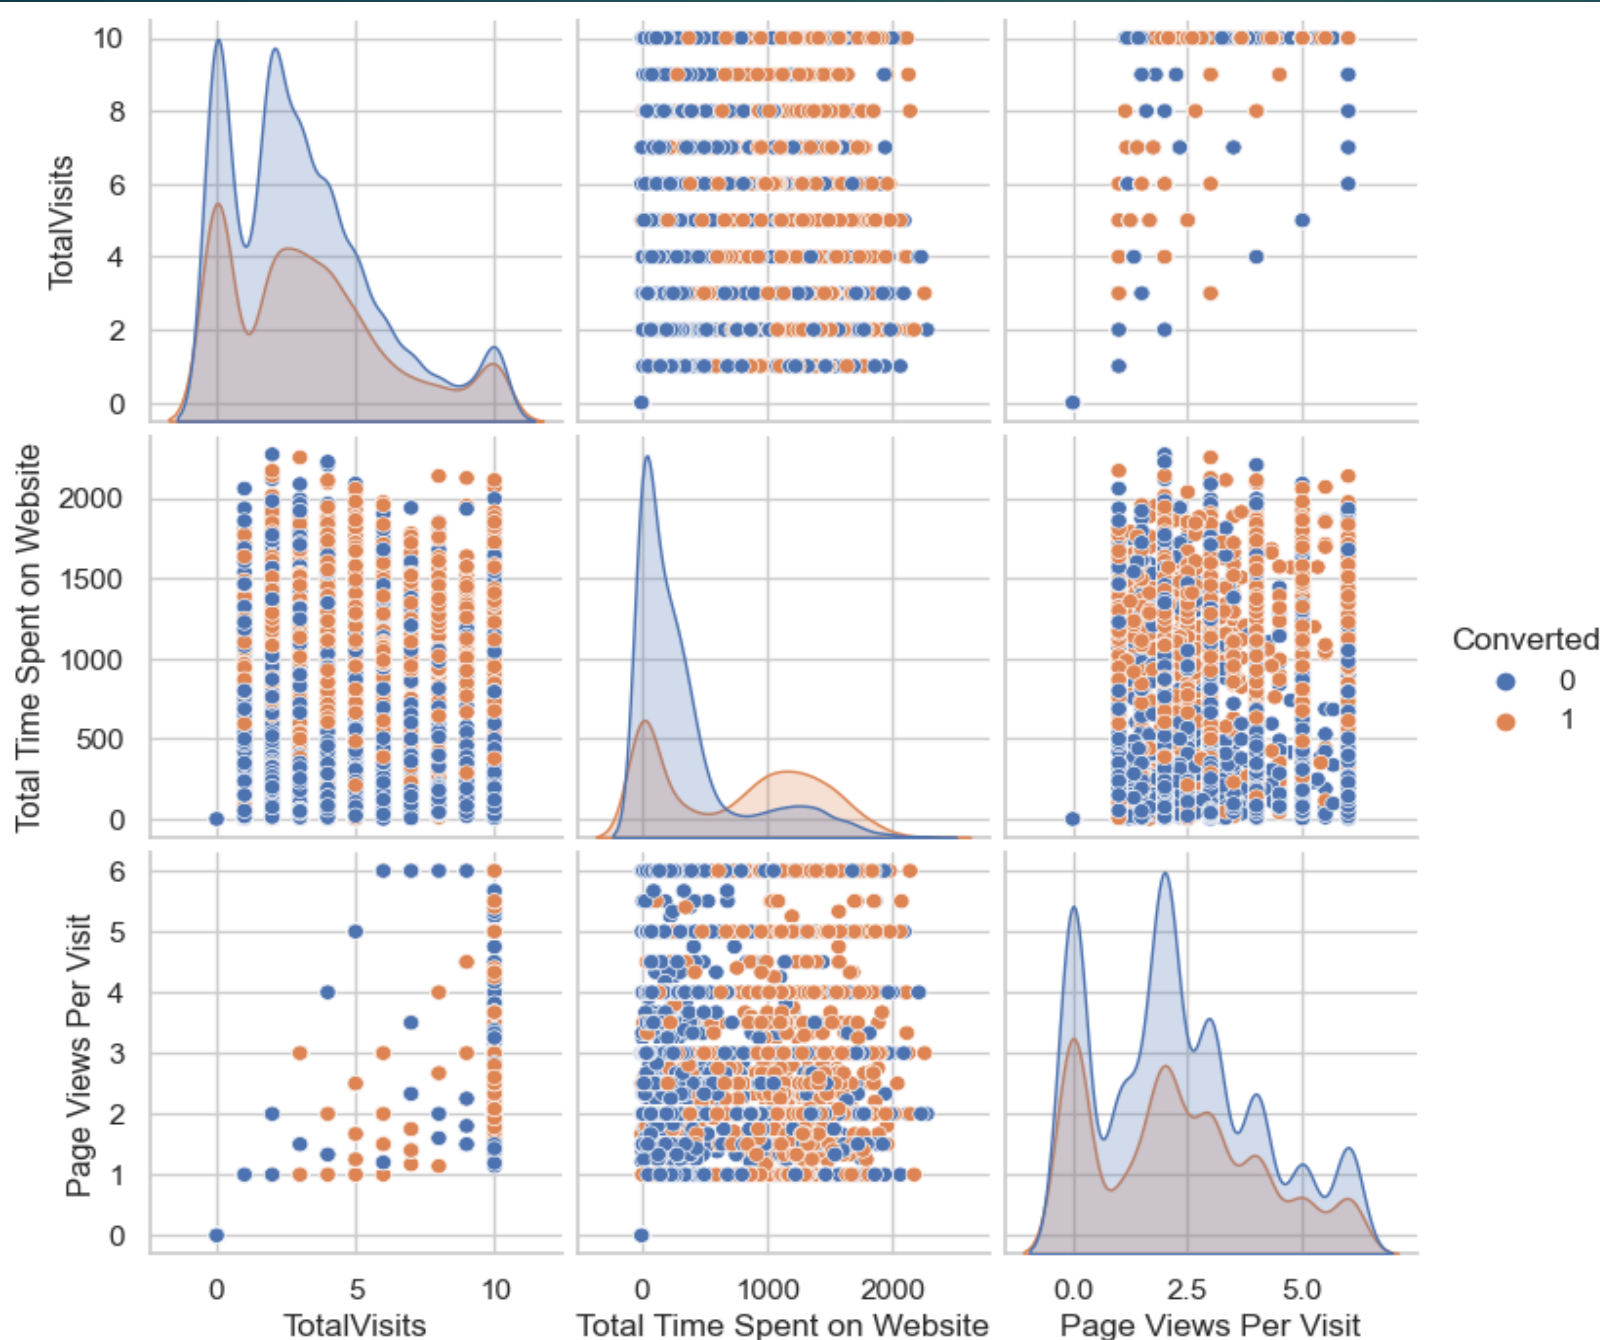 10
8
6
4
2
0
TotalVisits
2000
1500
1000
500
0
Total Time Spent on Website
Converted
0
1
6
5
4
3
2
1
0
Page Views Per Visit
0 5 10
TotalVisits
0 1000 2000
Total Time Spent on Website
0.0 2.5 5.0
Page Views Per Visit